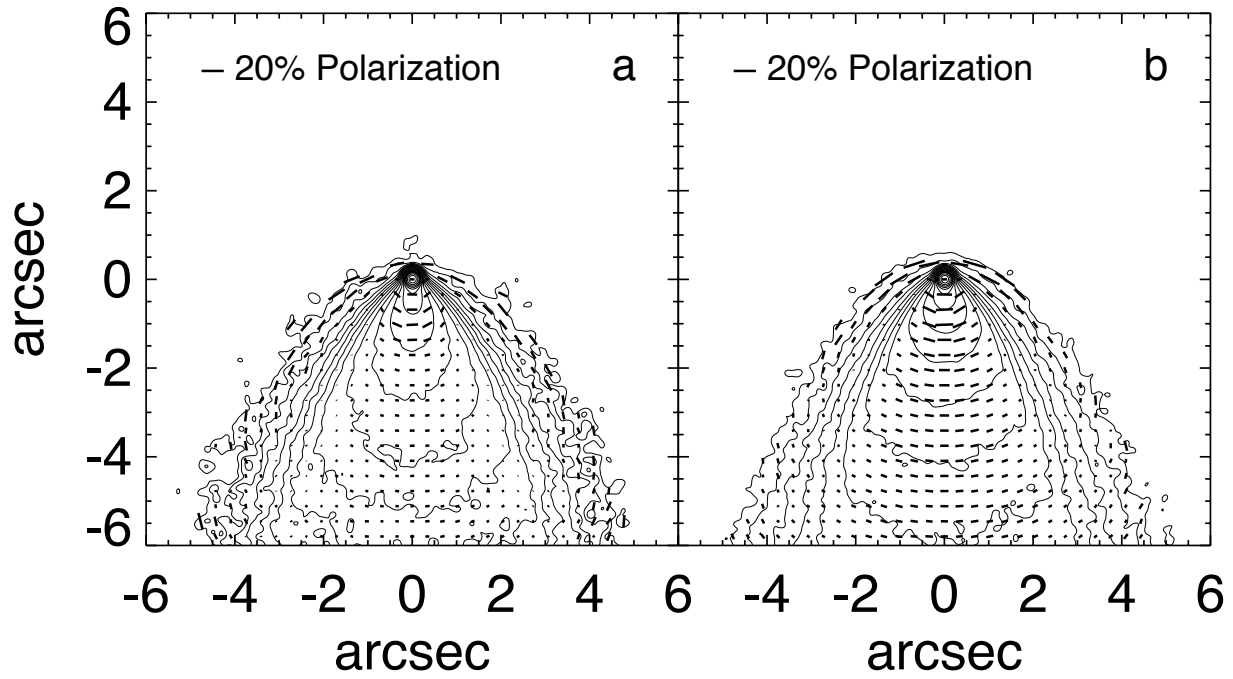 6
4
2
0
-2
-4
-6
arcsec
— 20% Polarization a
— 20% Polarization b
-6 -4 -2 0 2 4 6 -4 -2 0 2 4 6
arcsec arcsec